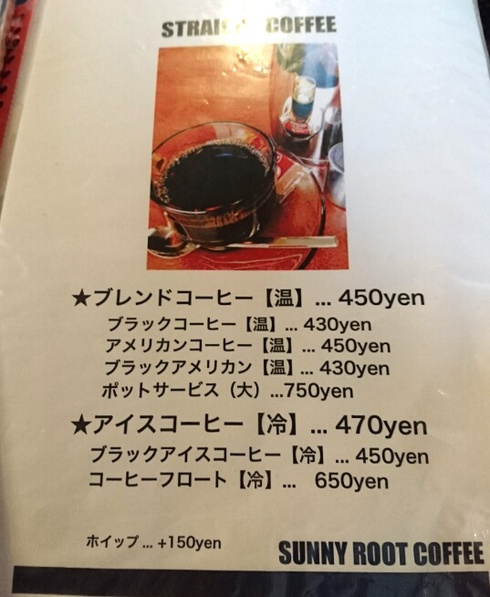 COFFEE
★ブレンドコーヒー【温】... 450yen
ブラックコーヒー【温】... 430yen
アメリカンコーヒー【温】... 450yen
ブラックアメリカン【温】... 430yen
ポットサービス（大）...750yen
★アイスコーヒー【冷】... 470yen
ブラックアイスコーヒー【冷】... 450yen
コーヒーフロート【冷】... 650yen
ホイップ ... +150yen
SUNNY ROOT COFFEE